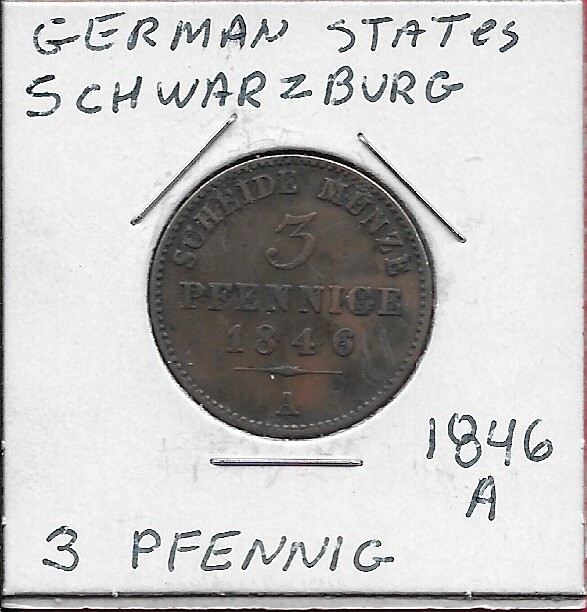 GERMAN STATES
SCHWARZBURG
SCHEIDE MÜNZE
3
PFENNIGE
1846
A
1846
A
3 PFENNIG